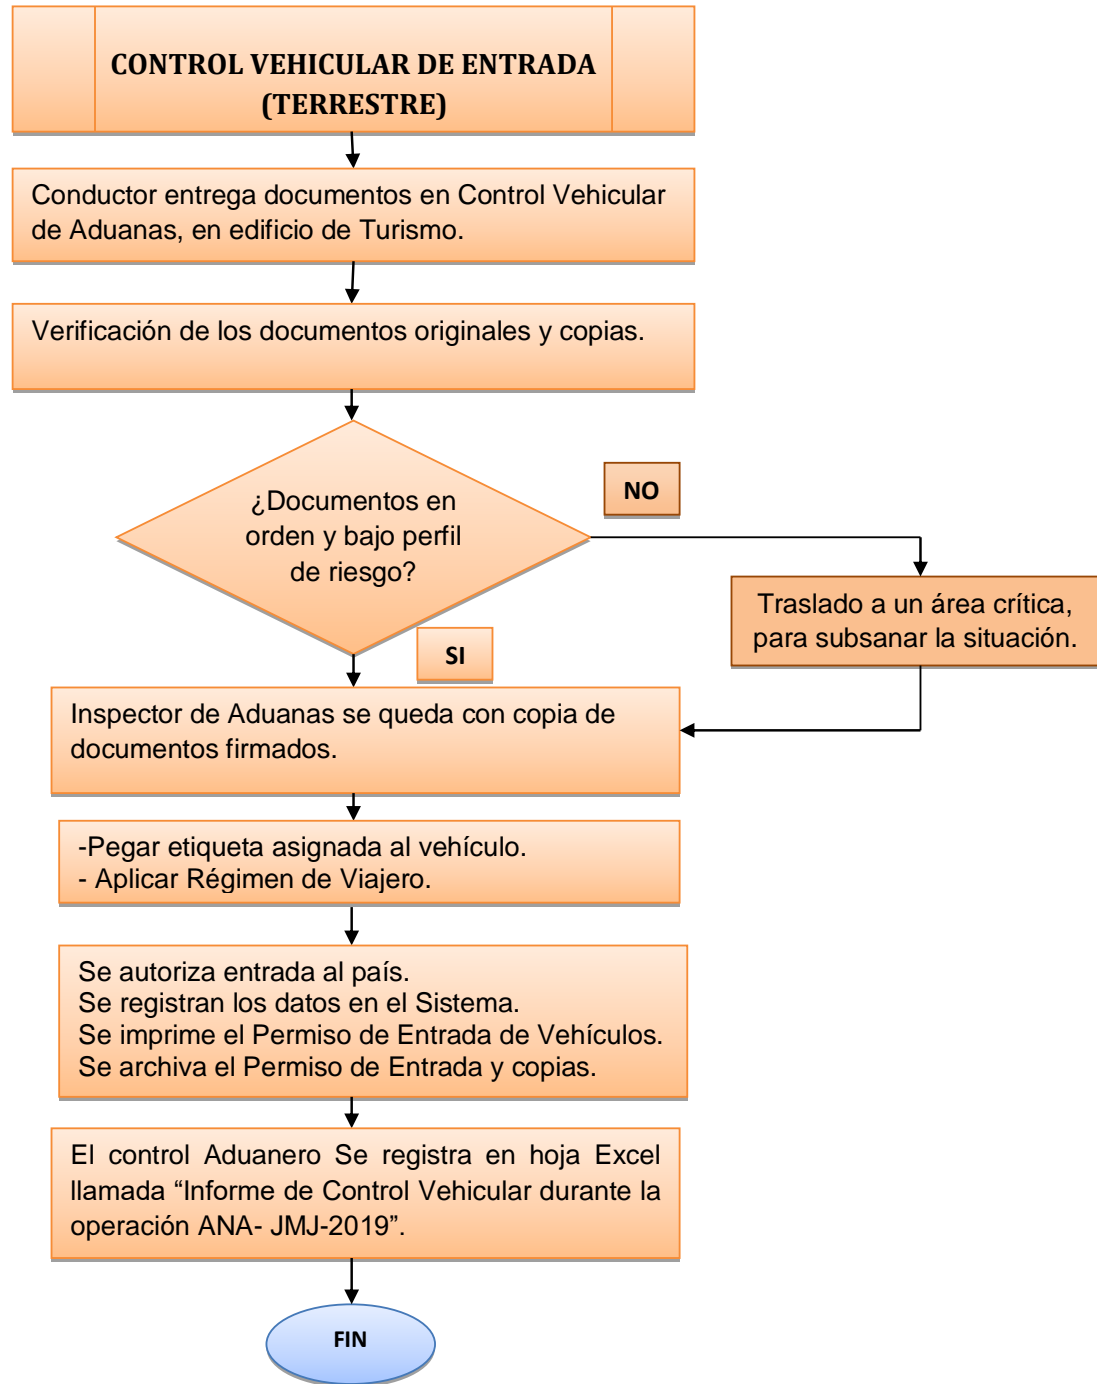 CONTROL VEHICULAR DE ENTRADA
(TERRESTRE)
Conductor entrega documentos en Control Vehicular
de Aduanas, en edificio de Turismo.
Verificación de los documentos originales y copias.
¿Documentos en
orden y bajo perfil
de riesgo?
NO
Traslado a un área crítica,
para subsanar la situación.
SI
Inspector de Aduanas se queda con copia de
documentos firmados.
-Pegar etiqueta asignada al vehículo.
- Aplicar Régimen de Viajero.
Se autoriza entrada al país.
Se registran los datos en el Sistema.
Se imprime el Permiso de Entrada de Vehículos.
Se archiva el Permiso de Entrada y copias.
El control Aduanero Se registra en hoja Excel
llamada “Informe de Control Vehicular durante la
operación ANA- JMJ-2019”.
FIN